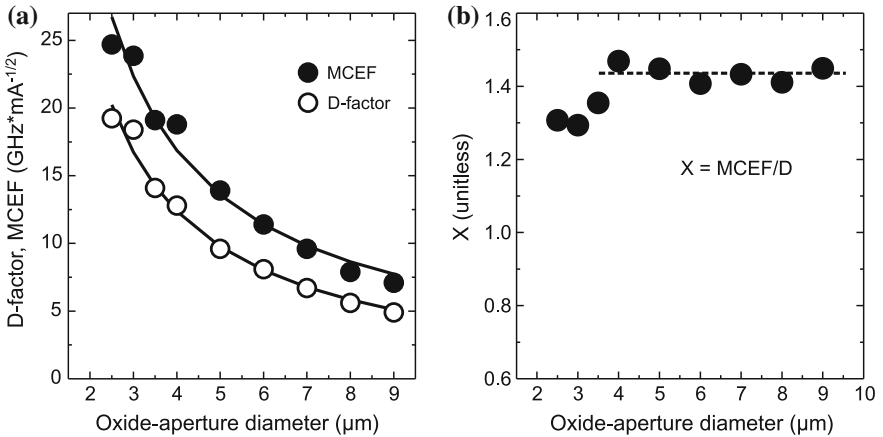 (a)
D-factor, MCEF (GHz*mA-1/2)
30
25
20
15
10
5
0
MCEF
D-factor
2 3 4 5 6 7 8 9
Oxide-aperture diameter (µm)
(b)
X (unitless)
1.6
1.4
1.2
1.0
0.8
0.6
X = MCEF/D
2 3 4 5 6 7 8 9 10
Oxide-aperture diameter (µm)